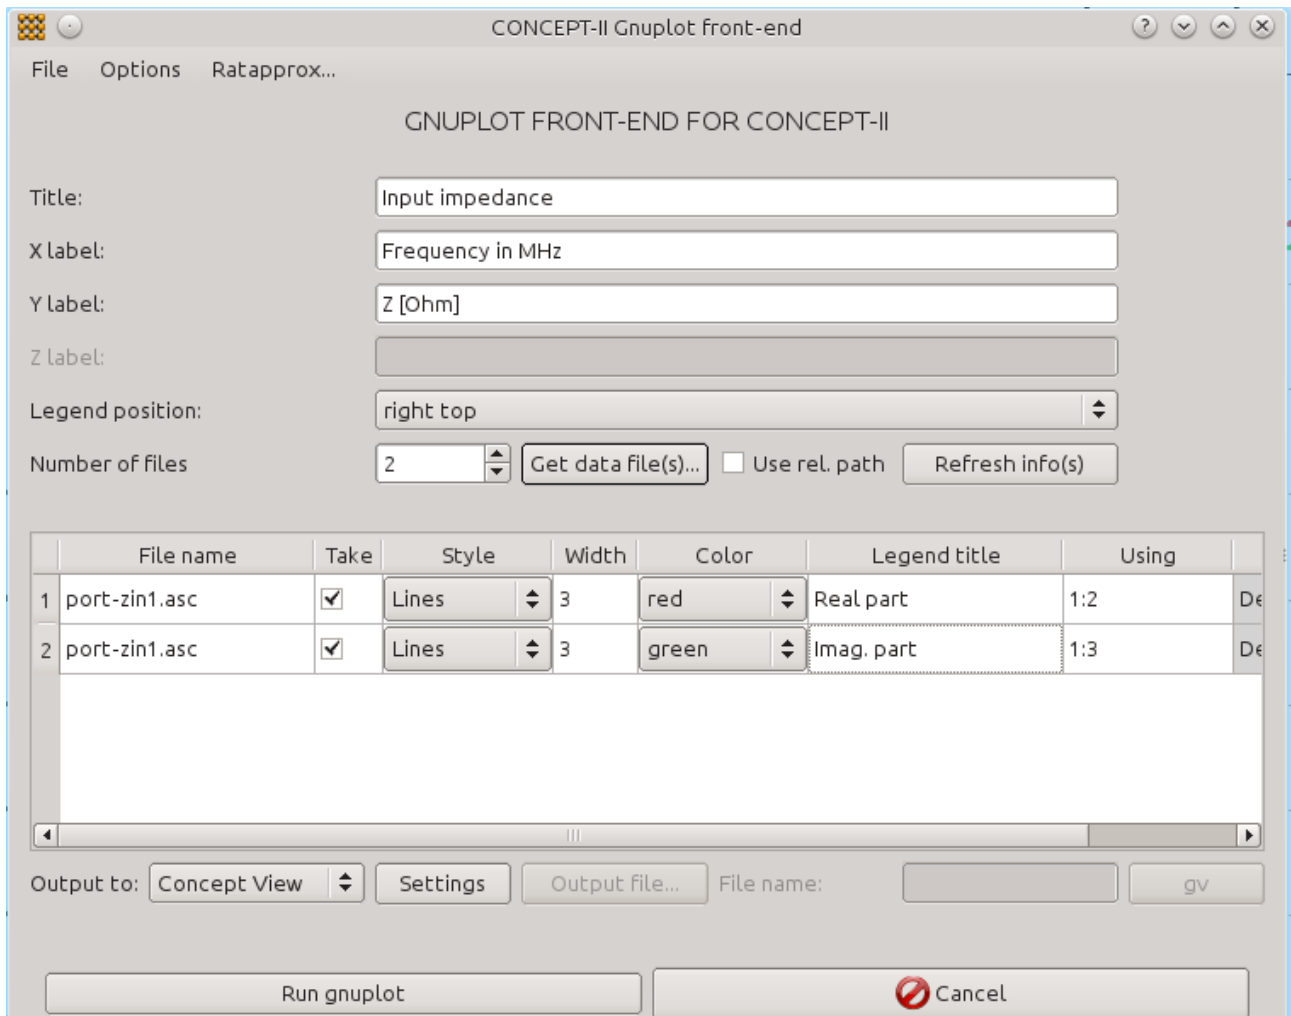 CONCEPT-II Gnuplot front-end
File Options Ratapprox...
GNUPLOT FRONT-END FOR CONCEPT-II
Title: Input impedance
X label: Frequency in MHz
Y label: Z [Ohm]
Z label:
Legend position: right top
Number of files 2 Get data file(s)... Use rel. path Refresh info(s)
File name Take Style Width Color Legend title Using
1 port-zin1.asc Lines 3 red Real part 1:2 De
2 port-zin1.asc Lines 3 green Imag. part 1:3 De
Output to: Concept View Settings Output file... File name: gv
Run gnuplot Cancel